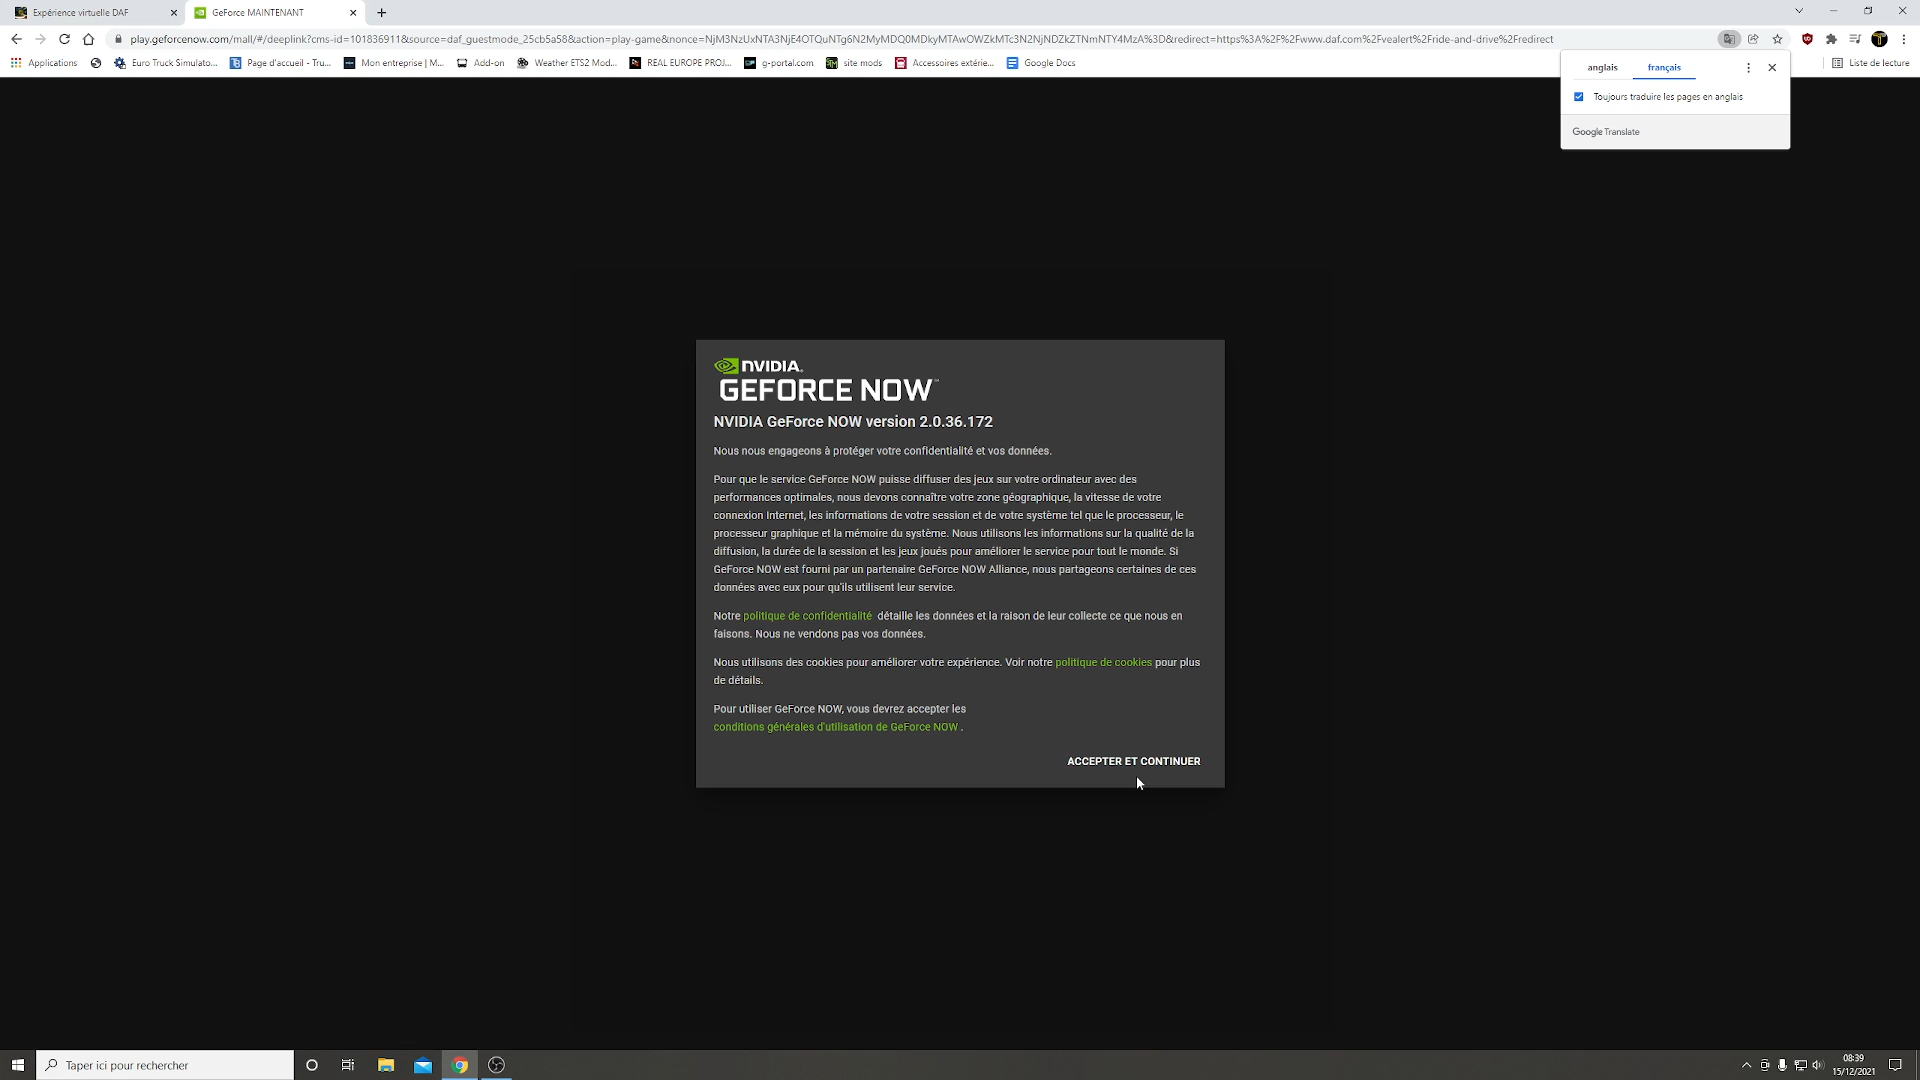 Expérience virtuelle DAF
GeForce MAINTENANT
play.geforcenow.com/mall/#/deeplink?cms-id=101836911&source=daf_guestmode_25cb5a58&action=play-game&nonce=NjM3NzUxNTA3NjE4OTQuNTg6N2MyMDQ0MDkyMTAwOWZkMTc3N2NjNDZkZTNmNTY4MzA%3D&redirect=https%3A%2F%2Fwww.daf.com%2Fvealert%2Fride-and-drive%2Fredirect
Applications
Euro Truck Simulato...
Page d'accueil - Tru...
Mon entreprise | M...
Add-on
Weather ETS2 Mod...
REAL EUROPE PROJ...
g-portal.com
site mods
Accessoires extérie...
Google Docs
Liste de lecture
anglais
français
Toujours traduire les pages en anglais
Google Translate
NVIDIA.
GEFORCE NOW™
NVIDIA GeForce NOW version 2.0.36.172
Nous nous engageons à protéger votre confidentialité et vos données.
Pour que le service GeForce NOW puisse diffuser des jeux sur votre ordinateur avec des
performances optimales, nous devons connaître votre zone géographique, la vitesse de votre
connexion Internet, les informations de votre session et de votre système tel que le processeur, le
processeur graphique et la mémoire du système. Nous utilisons les informations sur la qualité de la
diffusion, la durée de la session et les jeux joués pour améliorer le service pour tout le monde. Si
GeForce NOW est fourni par un partenaire GeForce NOW Alliance, nous partageons certaines de ces
données avec eux pour qu'ils utilisent leur service.
Notre politique de confidentialité détaille les données et la raison de leur collecte ce que nous en
faisons. Nous ne vendons pas vos données.
Nous utilisons des cookies pour améliorer votre expérience. Voir notre politique de cookies pour plus
de détails.
Pour utiliser GeForce NOW, vous devrez accepter les
conditions générales d'utilisation de GeForce NOW .
ACCEPTER ET CONTINUER
Taper ici pour rechercher
08:39
15/12/2021